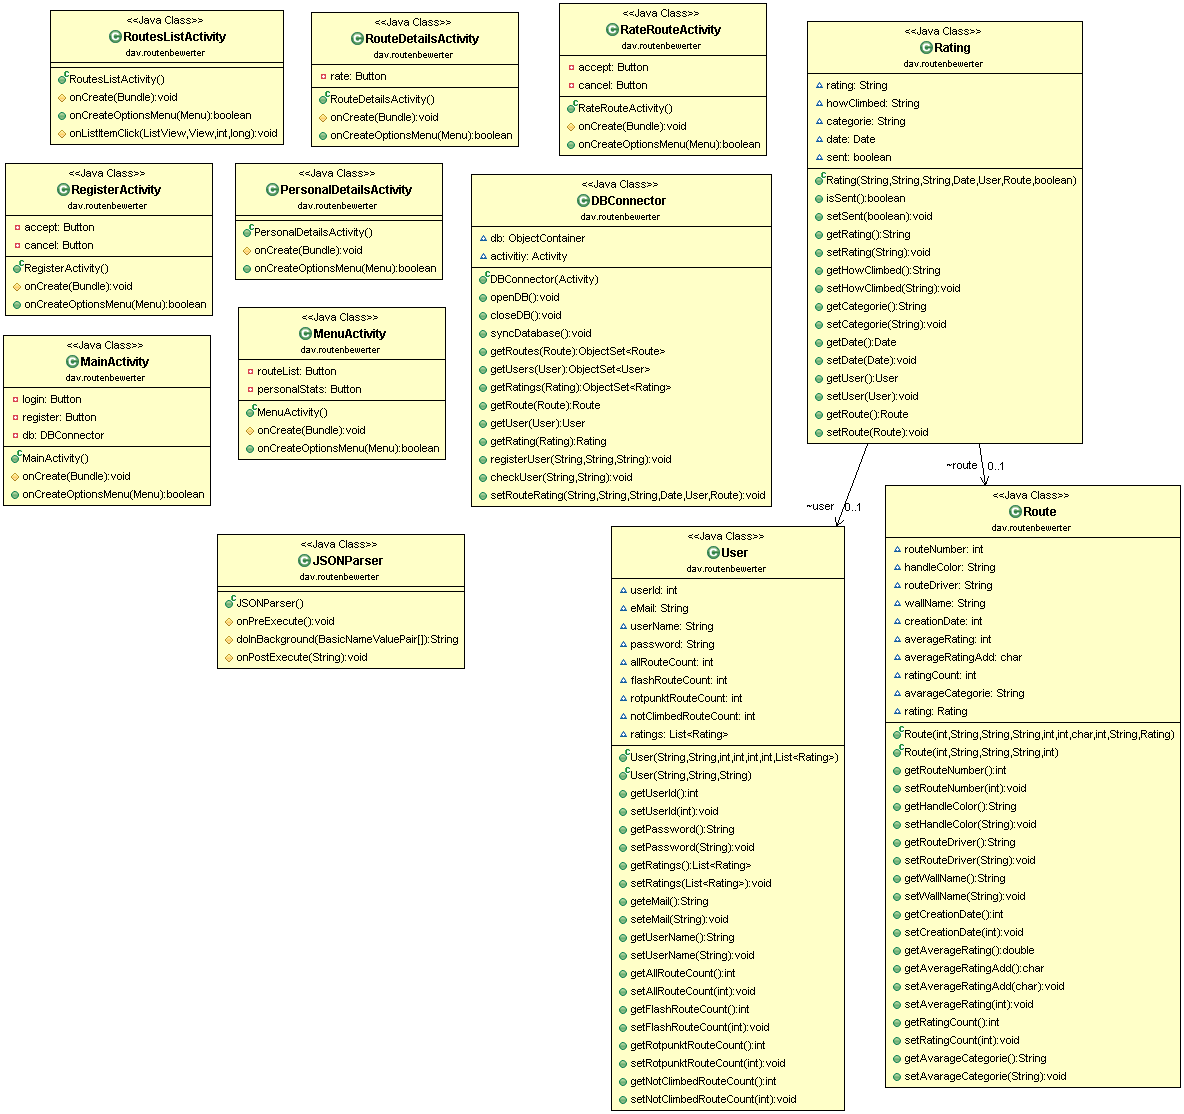 <<Java Class>>
RoutesListActivity
dav.routenbewerter
RoutesListActivity()
onCreate(Bundle):void
onCreateOptionsMenu(Menu):boolean
onListItemClick(ListView,View,int,long):void
<<Java Class>>
RouteDetailsActivity
dav.routenbewerter
rate: Button
RouteDetailsActivity()
onCreate(Bundle):void
onCreateOptionsMenu(Menu):boolean
<<Java Class>>
RateRouteActivity
dav.routenbewerter
accept: Button
cancel: Button
RateRouteActivity()
onCreate(Bundle):void
onCreateOptionsMenu(Menu):boolean
<<Java Class>>
Rating
dav.routenbewerter
rating: String
howClimbed: String
categorie: String
date: Date
sent: boolean
Rating(String,String,String,Date,User,Route,boolean)
isSent():boolean
setSent(boolean):void
getRating():String
setRating(String):void
getHowClimbed():String
setHowClimbed(String):void
getCategorie():String
setCategorie(String):void
getDate():Date
setDate(Date):void
getUser():User
setUser(User):void
getRoute():Route
setRoute(Route):void
<<Java Class>>
RegisterActivity
dav.routenbewerter
accept: Button
cancel: Button
RegisterActivity()
onCreate(Bundle):void
onCreateOptionsMenu(Menu):boolean
<<Java Class>>
PersonalDetailsActivity
dav.routenbewerter
PersonalDetailsActivity()
onCreate(Bundle):void
onCreateOptionsMenu(Menu):boolean
<<Java Class>>
DBConnector
dav.routenbewerter
db: ObjectContainer
activitiy: Activity
DBConnector(Activity)
openDB():void
closeDB():void
syncDatabase():void
getRoutes(Route):ObjectSet<Route>
getUsers(User):ObjectSet<User>
getRatings(Rating):ObjectSet<Rating>
getRoute(Route):Route
getUser(User):User
getRating(Rating):Rating
registerUser(String,String,String):void
checkUser(String,String):void
setRouteRating(String,String,String,Date,User,Route):void
<<Java Class>>
MenuActivity
dav.routenbewerter
routeList: Button
personalStats: Button
MenuActivity()
onCreate(Bundle):void
onCreateOptionsMenu(Menu):boolean
<<Java Class>>
MainActivity
dav.routenbewerter
login: Button
register: Button
db: DBConnector
MainActivity()
onCreate(Bundle):void
onCreateOptionsMenu(Menu):boolean
~user 0..1
~route 0..1
<<Java Class>>
JSONParser
dav.routenbewerter
JSONParser()
onPreExecute():void
doInBackground(BasicNameValuePair[]):String
onPostExecute(String):void
<<Java Class>>
User
dav.routenbewerter
userId: int
eMail: String
userName: String
password: String
allRouteCount: int
flashRouteCount: int
rotpunktRouteCount: int
notClimbedRouteCount: int
ratings: List<Rating>
User(String,String,int,int,int,int,List<Rating>)
User(String,String,String)
getUserId():int
setUserId(int):void
getPassword():String
setPassword(String):void
getRatings():List<Rating>
setRatings(List<Rating>):void
geteMail():String
seteMail(String):void
getUserName():String
setUserName(String):void
getAllRouteCount():int
setAllRouteCount(int):void
getFlashRouteCount():int
setFlashRouteCount(int):void
getRotpunktRouteCount():int
setRotpunktRouteCount(int):void
getNotClimbedRouteCount():int
setNotClimbedRouteCount(int):void
<<Java Class>>
Route
dav.routenbewerter
routeNumber: int
handleColor: String
routeDriver: String
wallName: String
creationDate: int
averageRating: int
averageRatingAdd: char
ratingCount: int
avarageCategorie: String
rating: Rating
Route(int,String,String,String,int,int,char,int,String,Rating)
Route(int,String,String,String,int)
getRouteNumber():int
setRouteNumber(int):void
getHandleColor():String
setHandleColor(String):void
getRouteDriver():String
setRouteDriver(String):void
getWallName():String
setWallName(String):void
getCreationDate():int
setCreationDate(int):void
getAverageRating():double
getAverageRatingAdd():char
setAverageRatingAdd(char):void
setAverageRating(int):void
getRatingCount():int
setRatingCount(int):void
getAvarageCategorie():String
setAvarageCategorie(String):void